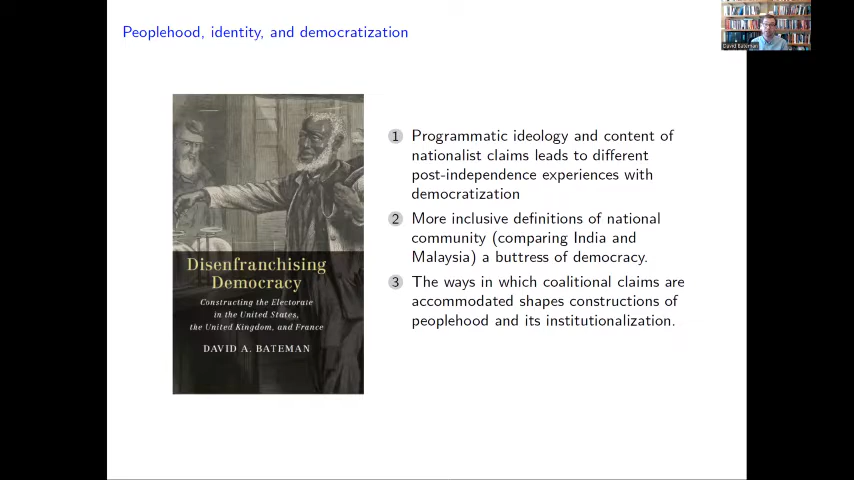 Peoplehood, identity, and democratization
David Bateman
1 Programmatic ideology and content of
nationalist claims leads to different
post-independence experiences with
democratization
2 More inclusive definitions of national
community (comparing India and
Malaysia) a buttress of democracy.
3 The ways in which coalitional claims are
accommodated shapes constructions of
peoplehood and its institutionalization.
Disenfranchising
Democracy
Constructing the Electorate
in the United States,
the United Kingdom, and France
DAVID A. BATEMAN